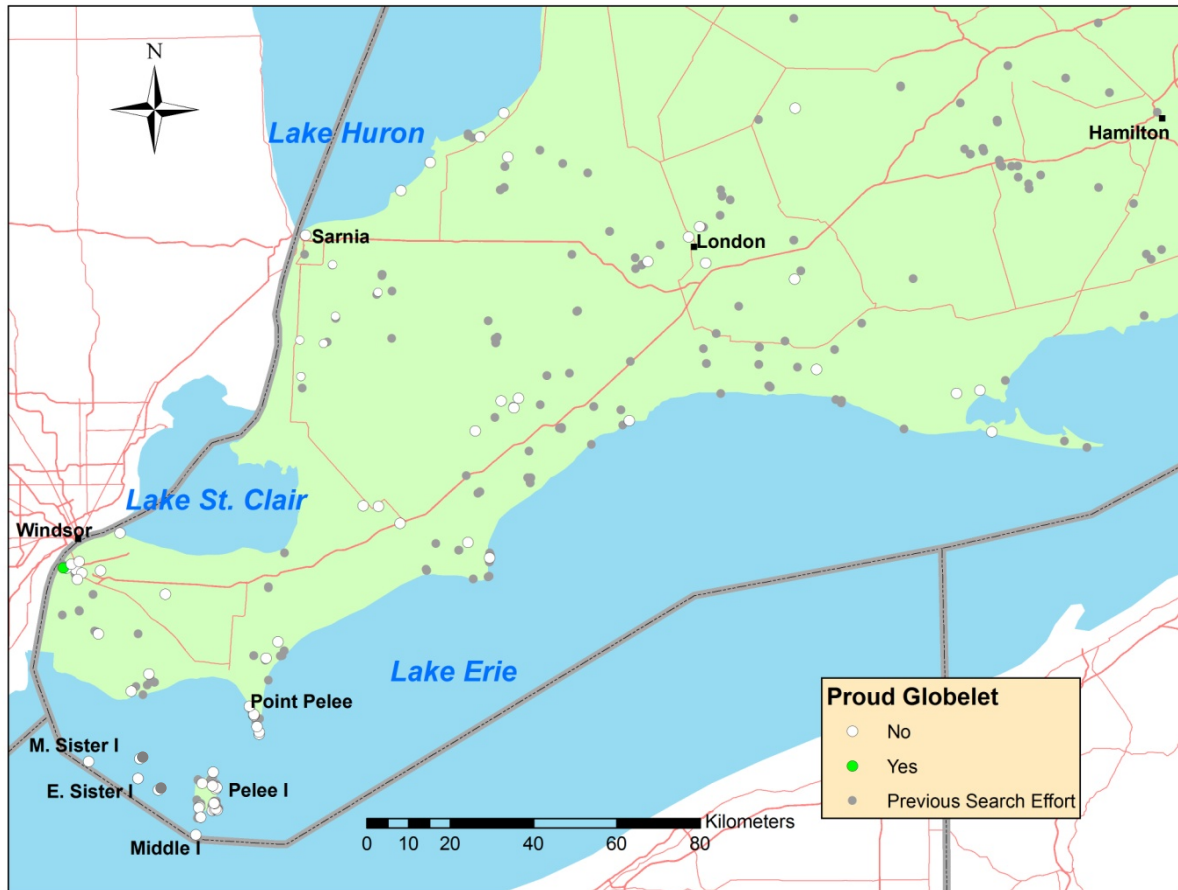 N
Lake Huron
Hamilton
Sarnia
London
Lake St. Clair
Windsor
Lake Erie
Point Pelee
M. Sister I
E. Sister I
Pelee I
Middle I
Proud Globelet
No
Yes
Previous Search Effort
Kilometers
0 10 20 40 60 80